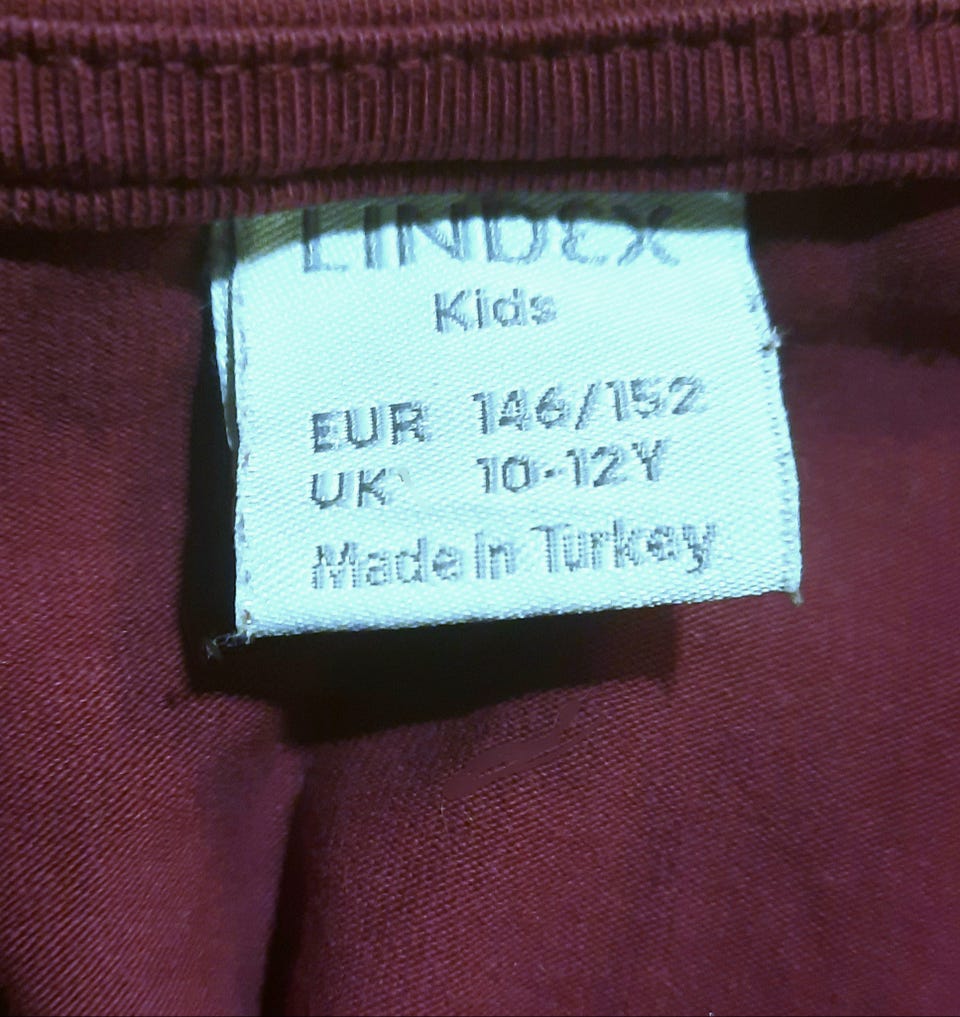 LINDEX
Kids
EUR 146/152
UK 10-12Y
Made in Turkey